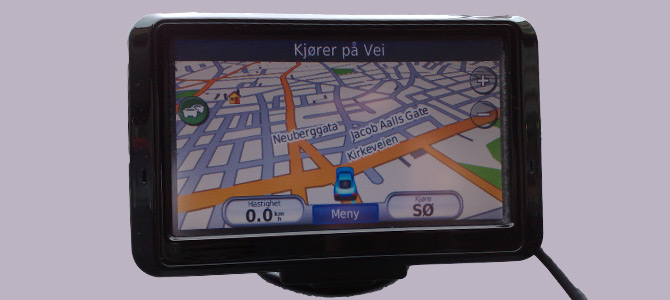 Kjører på Vei
Neuberggata
Jacob Aalls Gate
Kirkeveien
Hastighet
0.0 km h
Meny
Kjøre
SØ